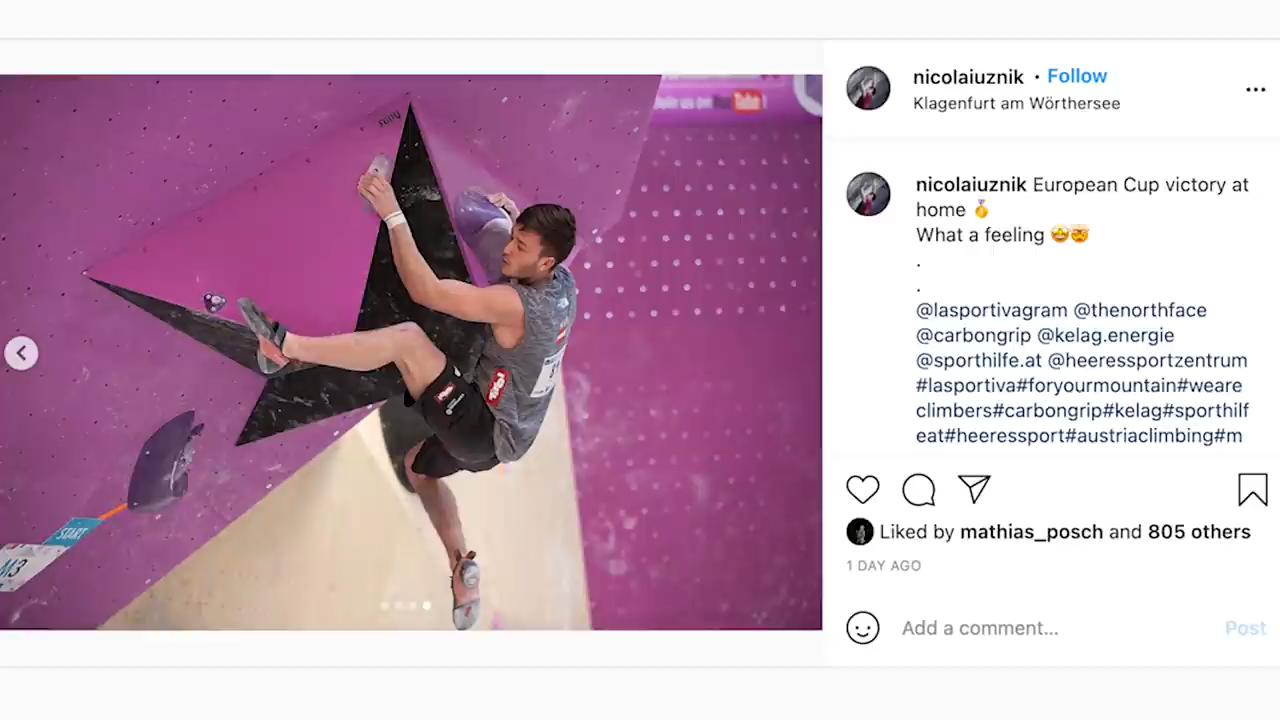 nicolaiuznik • Follow
Klagenfurt am Wörthersee
nicolaiuznik European Cup victory at
home 🥇
What a feeling 🤩🤯
.
.
@lasportivagram @thenorthface
@carbongrip @kelag.energie
@sporthilfe.at @heeressportzentrum
#lasportiva#foryourmountain#weare
climbers#carbongrip#kelag#sporthilf
eat#heeressport#austriaclimbing#m
Liked by mathias_posch and 805 others
1 DAY AGO
Add a comment... Post
Tube
Tirol
START
M3